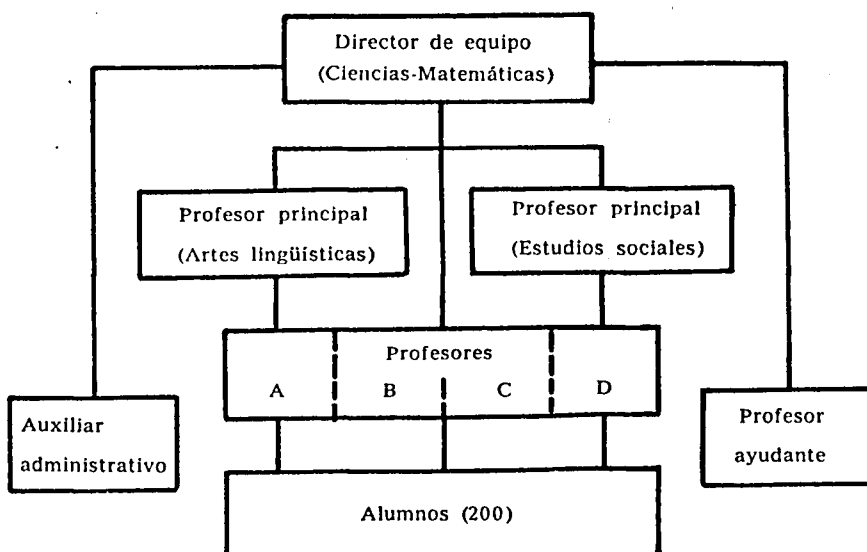 Director de equipo
(Ciencias-Matemáticas)
Profesor principal
(Artes lingüísticas)
Profesor principal
(Estudios sociales)
Profesores
A B C D
Auxiliar
administrativo
Profesor
ayudante
Alumnos (200)